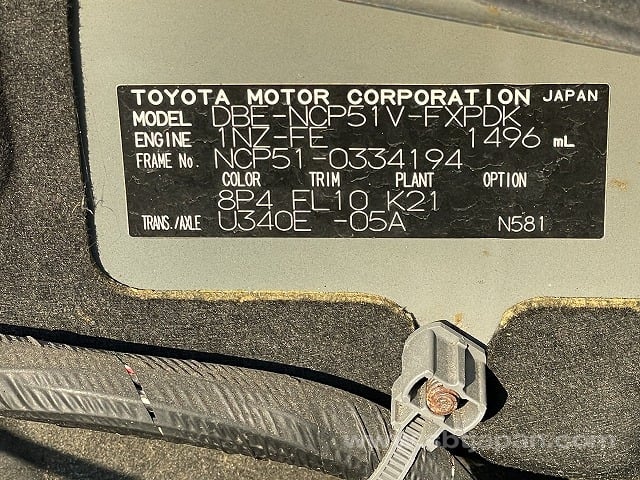 TOYOTA MOTOR CORPORATION JAPAN
MODEL DBE-NCP51V-FXPDK
ENGINE 1NZ-FE 1496 mL
FRAME No. NCP51-0334194
COLOR TRIM PLANT OPTION
8P4 FL10 K21
TRANS./AXLE U340E -05A N581